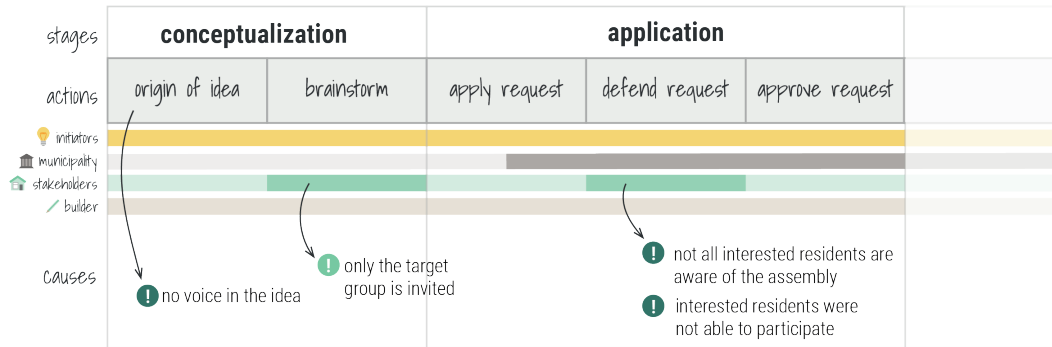 stages
conceptualization
application
actions
origin of idea
brainstorm
apply request
defend request
approve request
initiators
municipality
stakeholders
builder
causes
! no voice in the idea
! only the target
group is invited
! not all interested residents are
aware of the assembly
! interested residents were
not able to participate